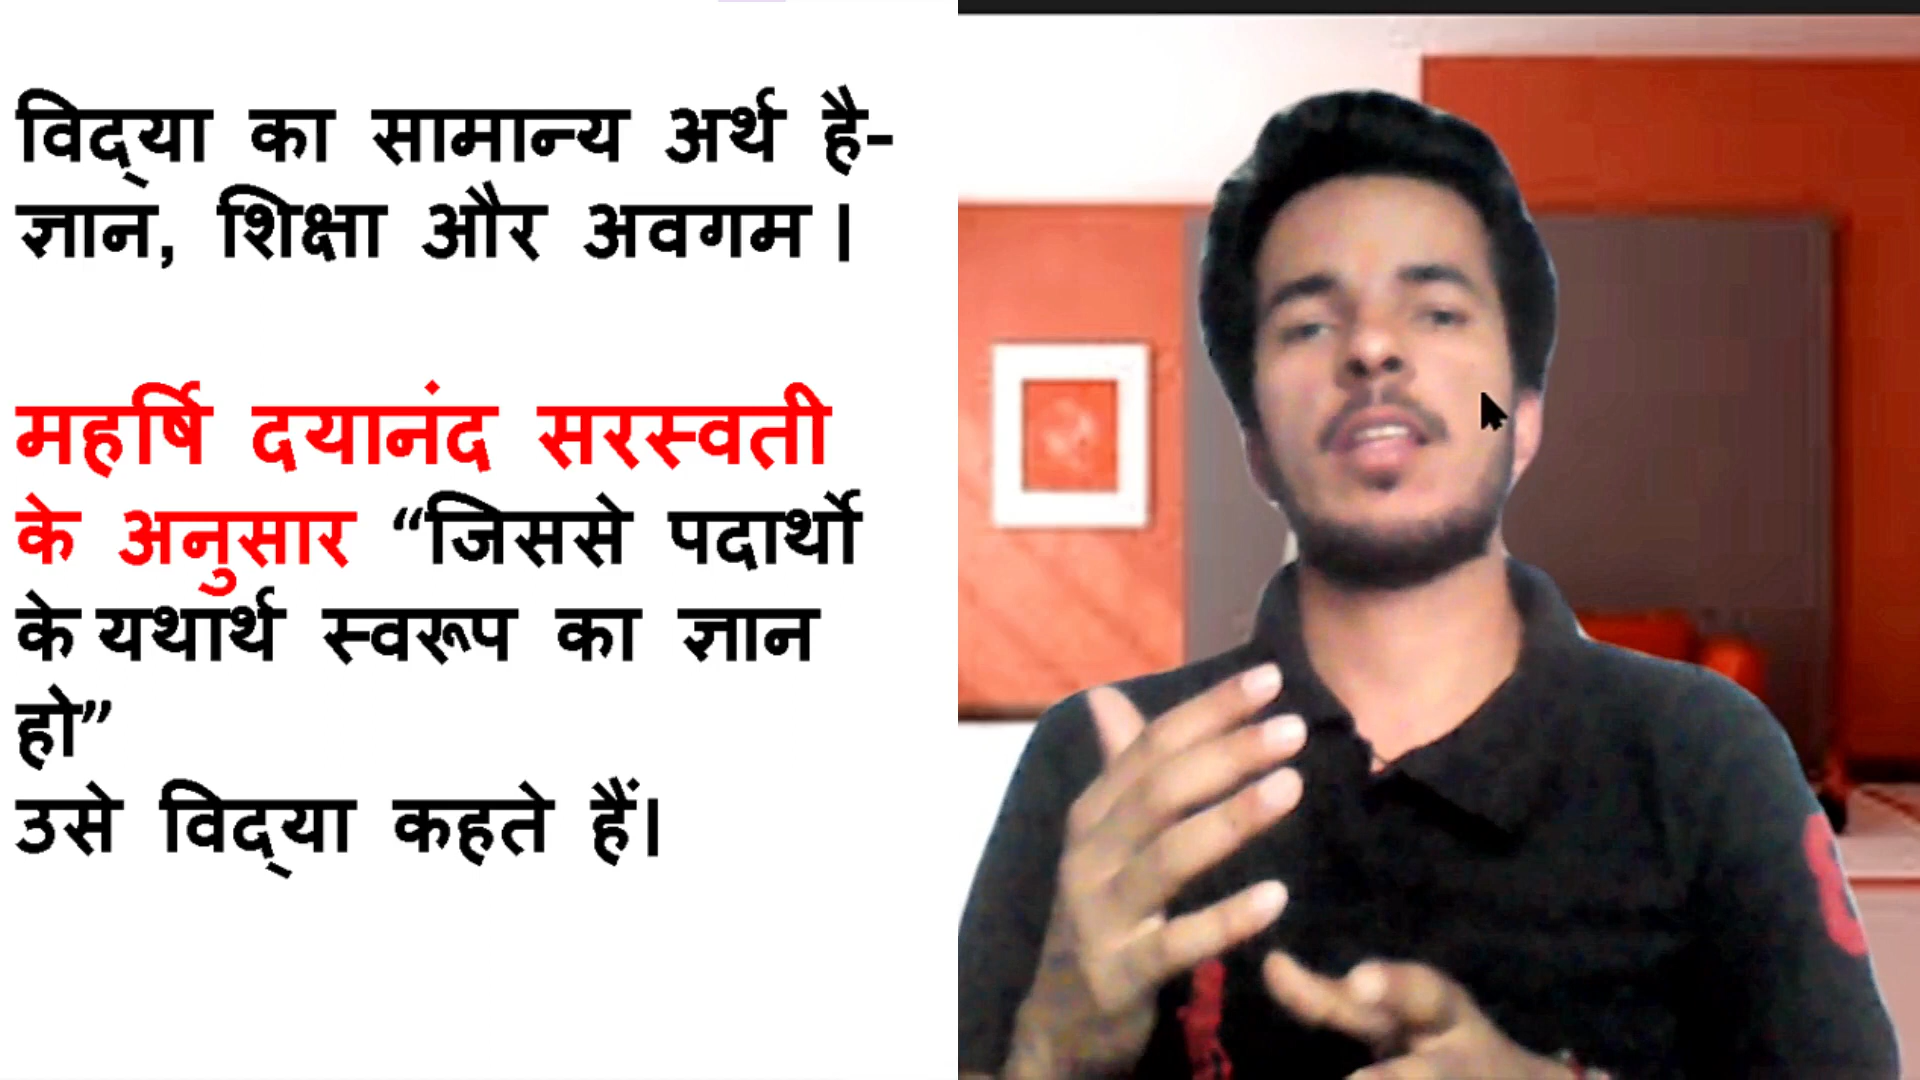 विद्‌या का सामान्य अर्थ है-
ज्ञान, शिक्षा और अवगम ।
महर्षि दयानंद सरस्वती
के अनुसार “जिससे पदार्थो
के यथार्थ स्वरूप का ज्ञान
हो”
उसे विद्‌या कहते हैं।